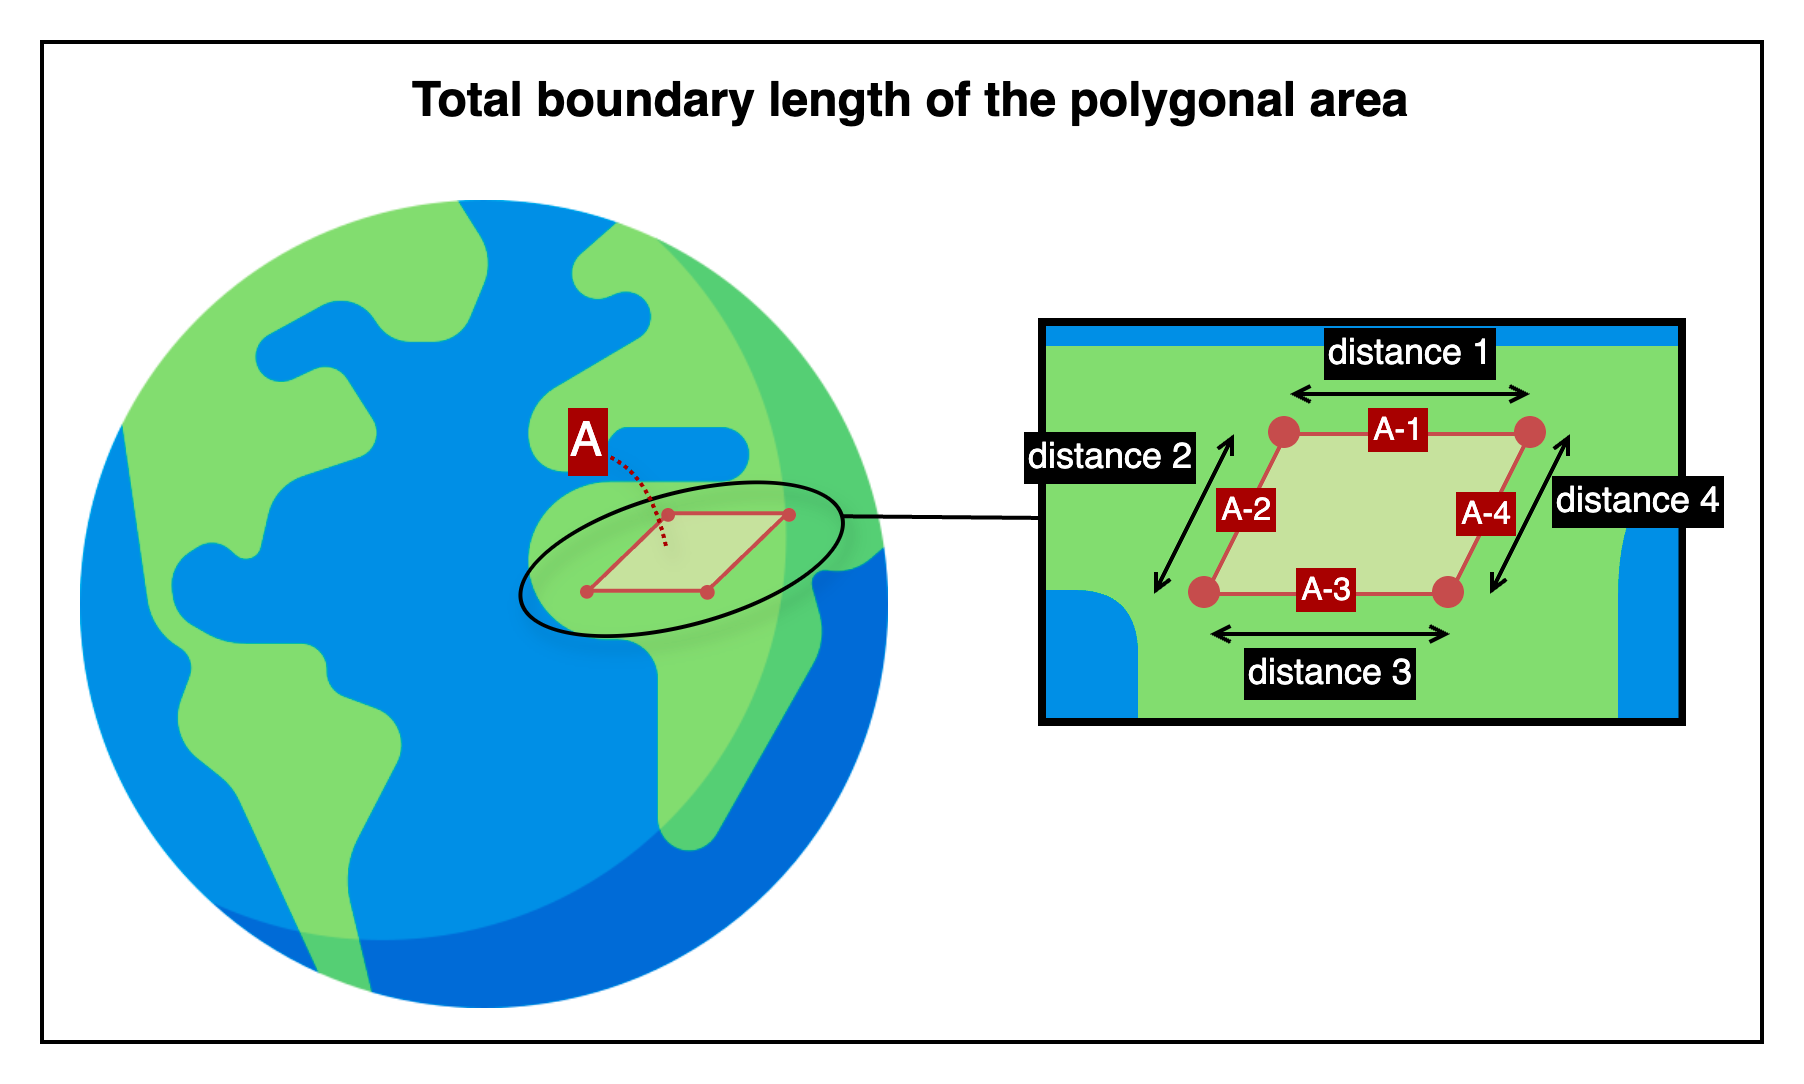 Total boundary length of the polygonal area
A
distance 1
A-1
distance 2
A-2
A-4
distance 4
A-3
distance 3